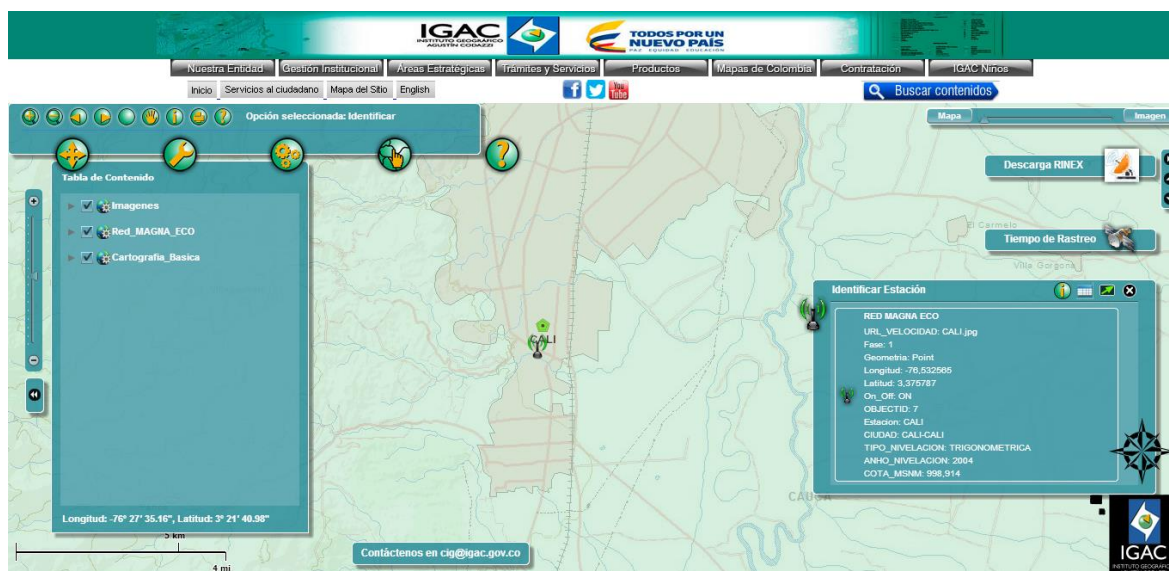 IGAC
INSTITUTO GEOGRÁFICO
AGUSTÍN CODAZZI
TODOS POR UN
NUEVO PAÍS
PAZ EQUIDAD EDUCACIÓN
Nuestra Entidad
Gestión Institucional
Áreas Estratégicas
Trámites y Servicios
Productos
Mapas de Colombia
Contratación
IGAC Niños
Inicio
Servicios al ciudadano
Mapa del Sitio
English
You
Tube
Buscar contenidos
Opción seleccionada: Identificar
Mapa
Imagen
Tabla de Contenido
Imagenes
Red_MAGNA_ECO
Cartografia_Basica
Descarga RINEX
El Carmelo
Tiempo de Rastreo
Villa Gorgona
Identificar Estación
RED MAGNA ECO
URL_VELOCIDAD: CALI.jpg
Fase: 1
Geometria: Point
Longitud: -76,532565
Latitud: 3,375787
On_Off: ON
OBJECTID: 7
Estacion: CALI
CIUDAD: CALI-CALI
TIPO_NIVELACION: TRIGONOMETRICA
ANHO_NIVELACION: 2004
COTA_MSNM: 998,914
CALI
CAUCA
Longitud: -76° 27' 35.16", Latitud: 3° 21' 40.98"
5 km
4 mi
Contáctenos en cig@igac.gov.co
IGAC